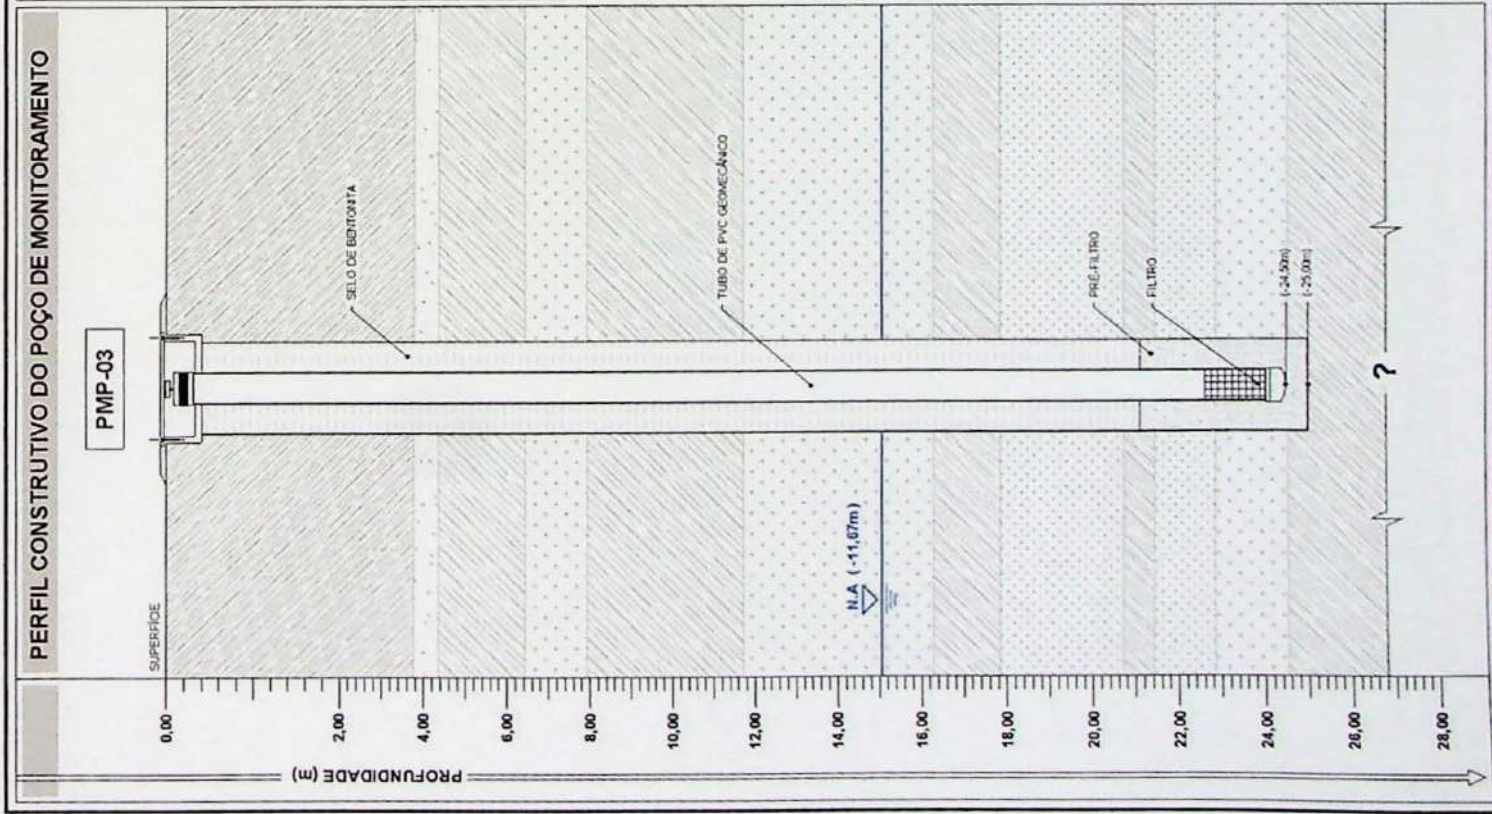 PERFIL CONSTRUTIVO DO POÇO DE MONITORAMENTO
PMP-03
SUPERFÍCIE
PROFUNDIDADE (m)
0,00
2,00
4,00
6,00
8,00
10,00
12,00
14,00
16,00
18,00
20,00
22,00
24,00
26,00
28,00
SELO DE BENTONITA
TUBO DE PVC GEOMECÂNICO
N.A (-11,67m)
PRÉ-FILTRO
FILTRO
(-24,50m)
(-25,00m)
?